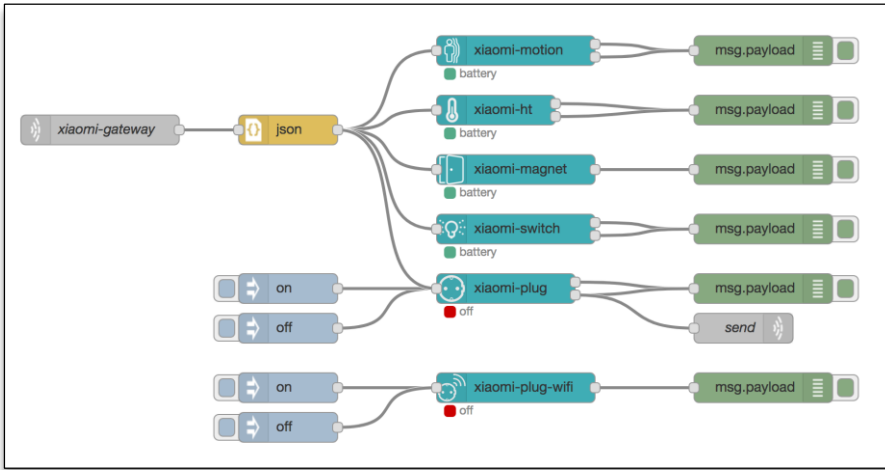 xiaomi-motion
msg.payload
battery
xiaomi-ht
msg.payload
battery
xiaomi-gateway
json
xiaomi-magnet
msg.payload
battery
xiaomi-switch
msg.payload
battery
on
xiaomi-plug
msg.payload
off
off
send
on
xiaomi-plug-wifi
msg.payload
off
off